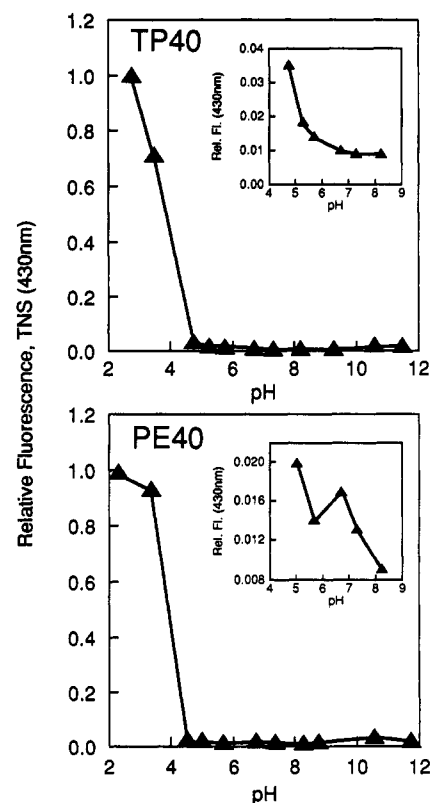 Relative Fluorescence, TNS (430nm)
TP40
1.2
1.0
0.8
0.6
0.4
0.2
0.0
2 4 6 8 10 12
pH
Rel. Fl. (430nm)
0.04
0.03
0.02
0.01
0.00
4 5 6 7 8 9
pH
PE40
1.2
1.0
0.8
0.6
0.4
0.2
0.0
2 4 6 8 10 12
pH
Rel. Fl. (430nm)
0.020
0.016
0.012
0.008
4 5 6 7 8 9
pH